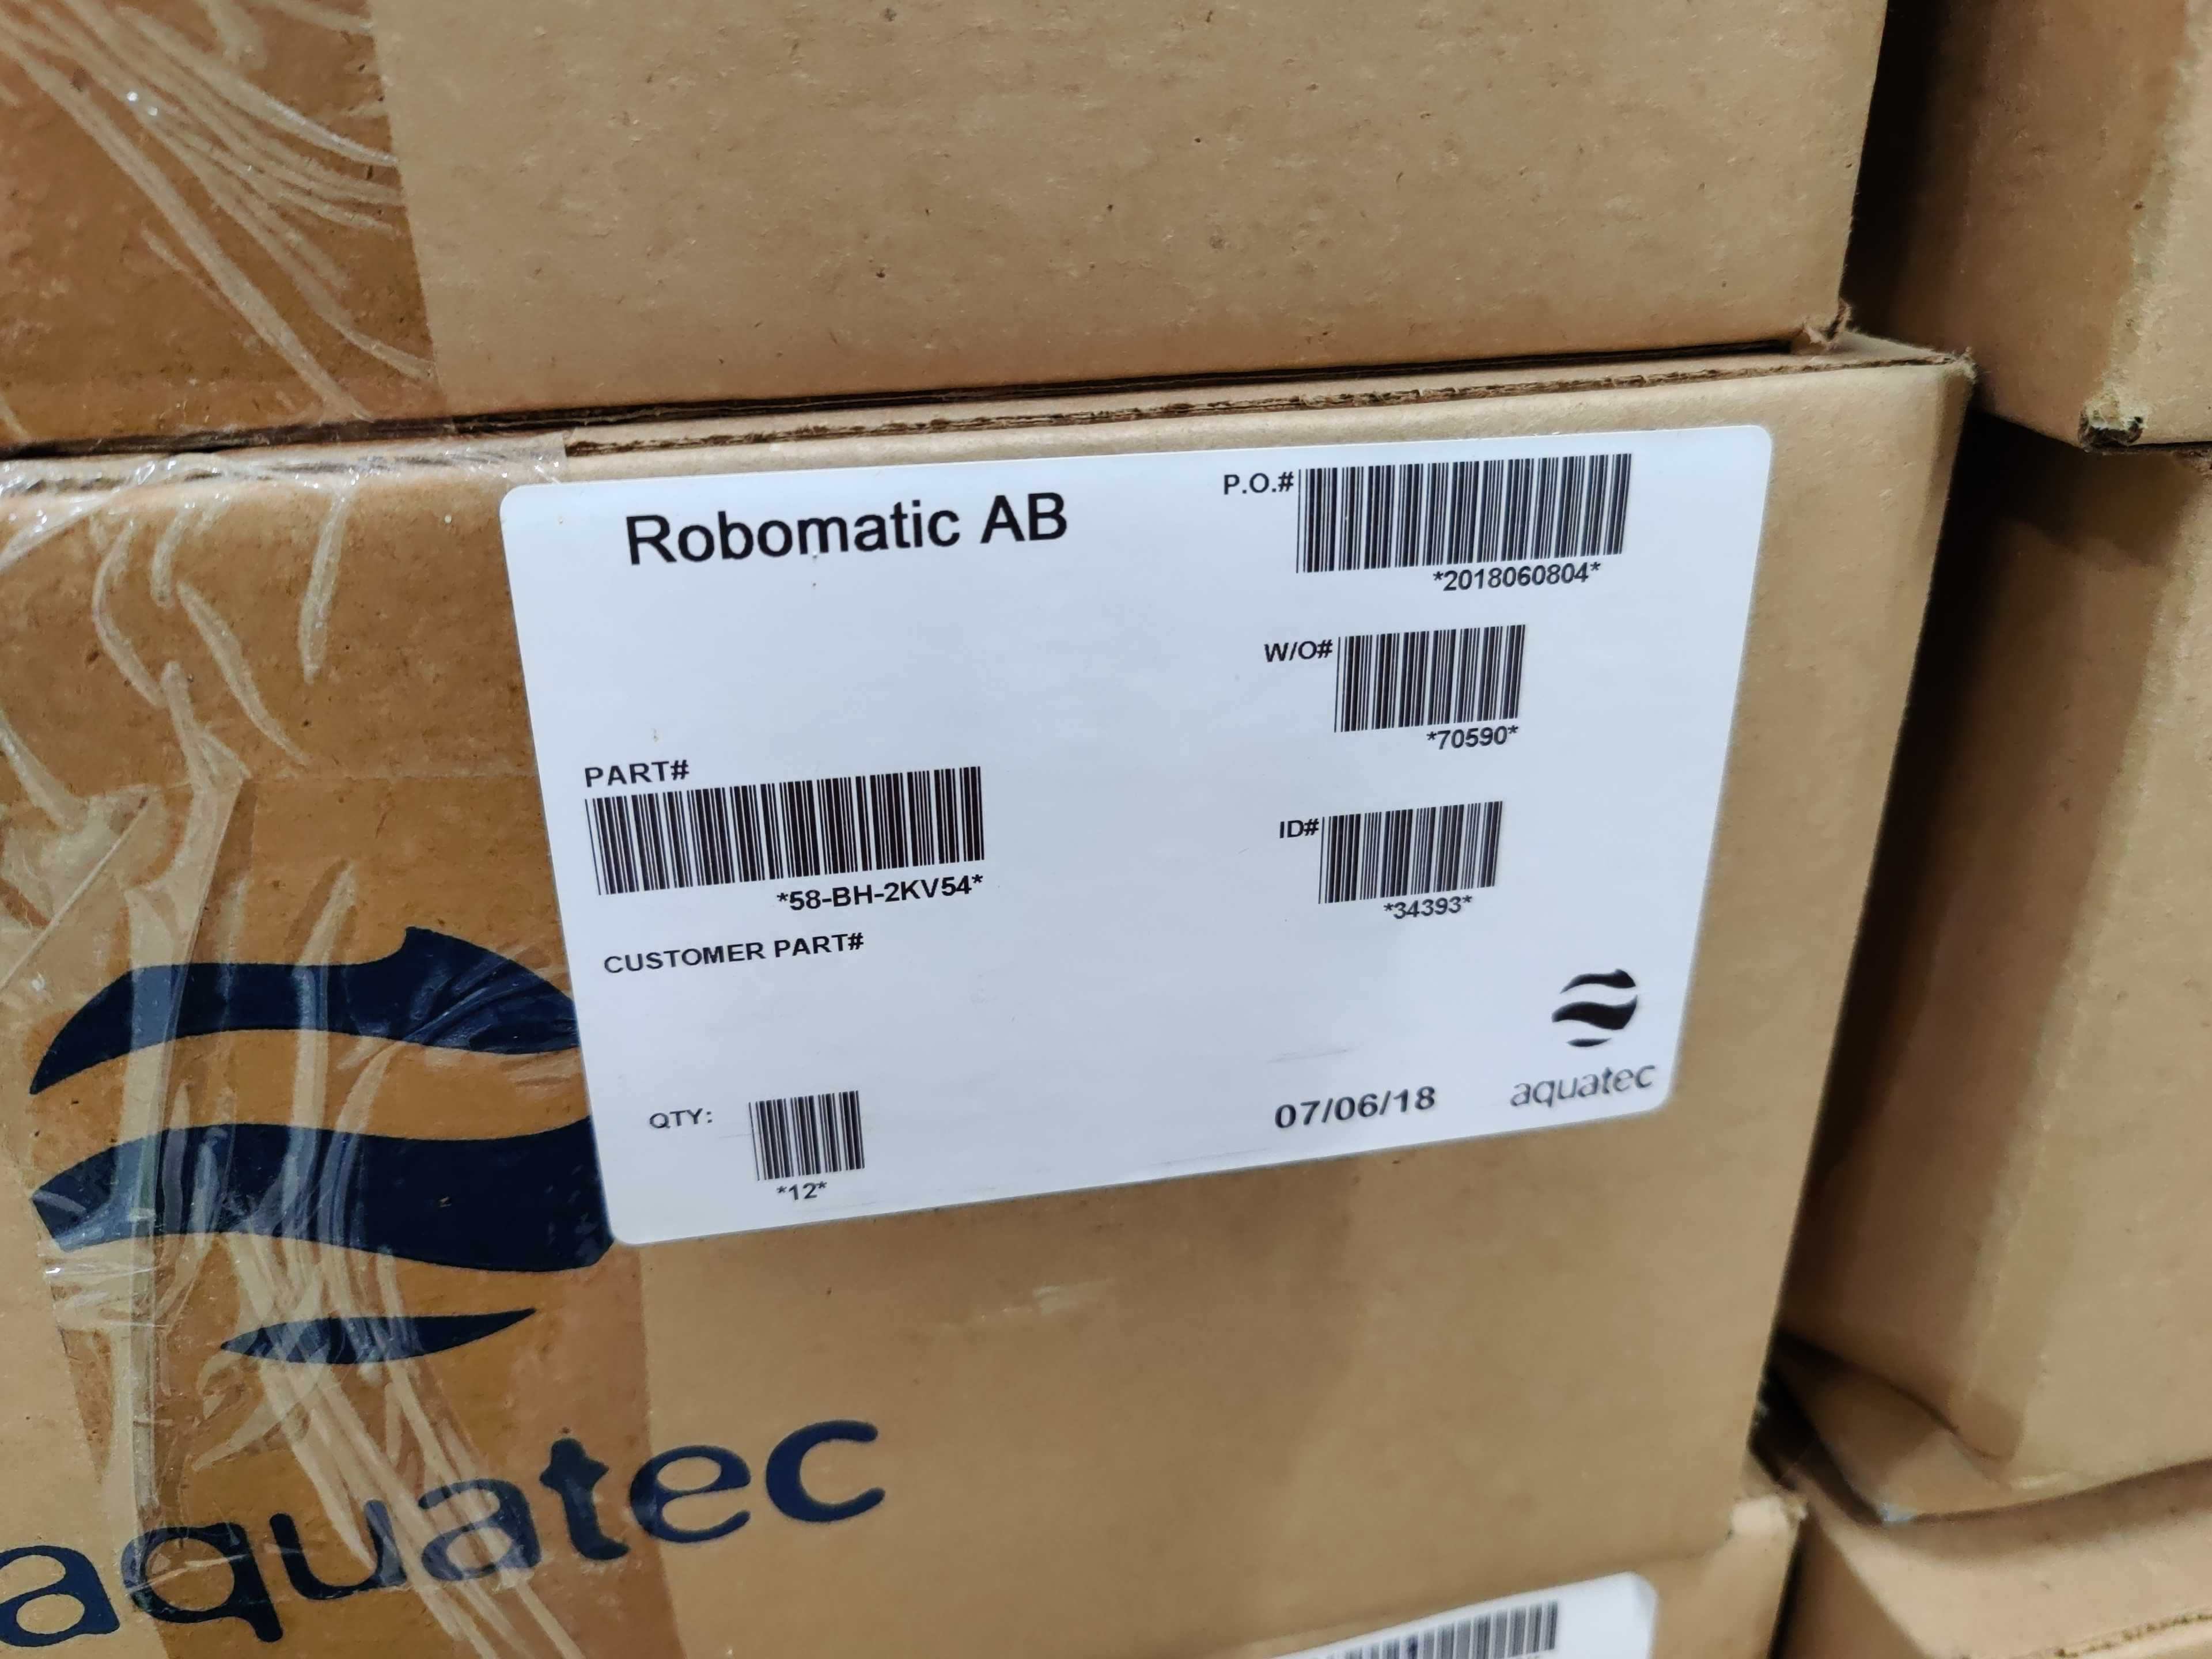 Robomatic AB
P.O.#
*2018060804*
W/O#
*70590*
PART#
*58-BH-2KV54*
ID#
*34393*
CUSTOMER PART#
QTY:
*12*
07/06/18
aquatec
aquatec